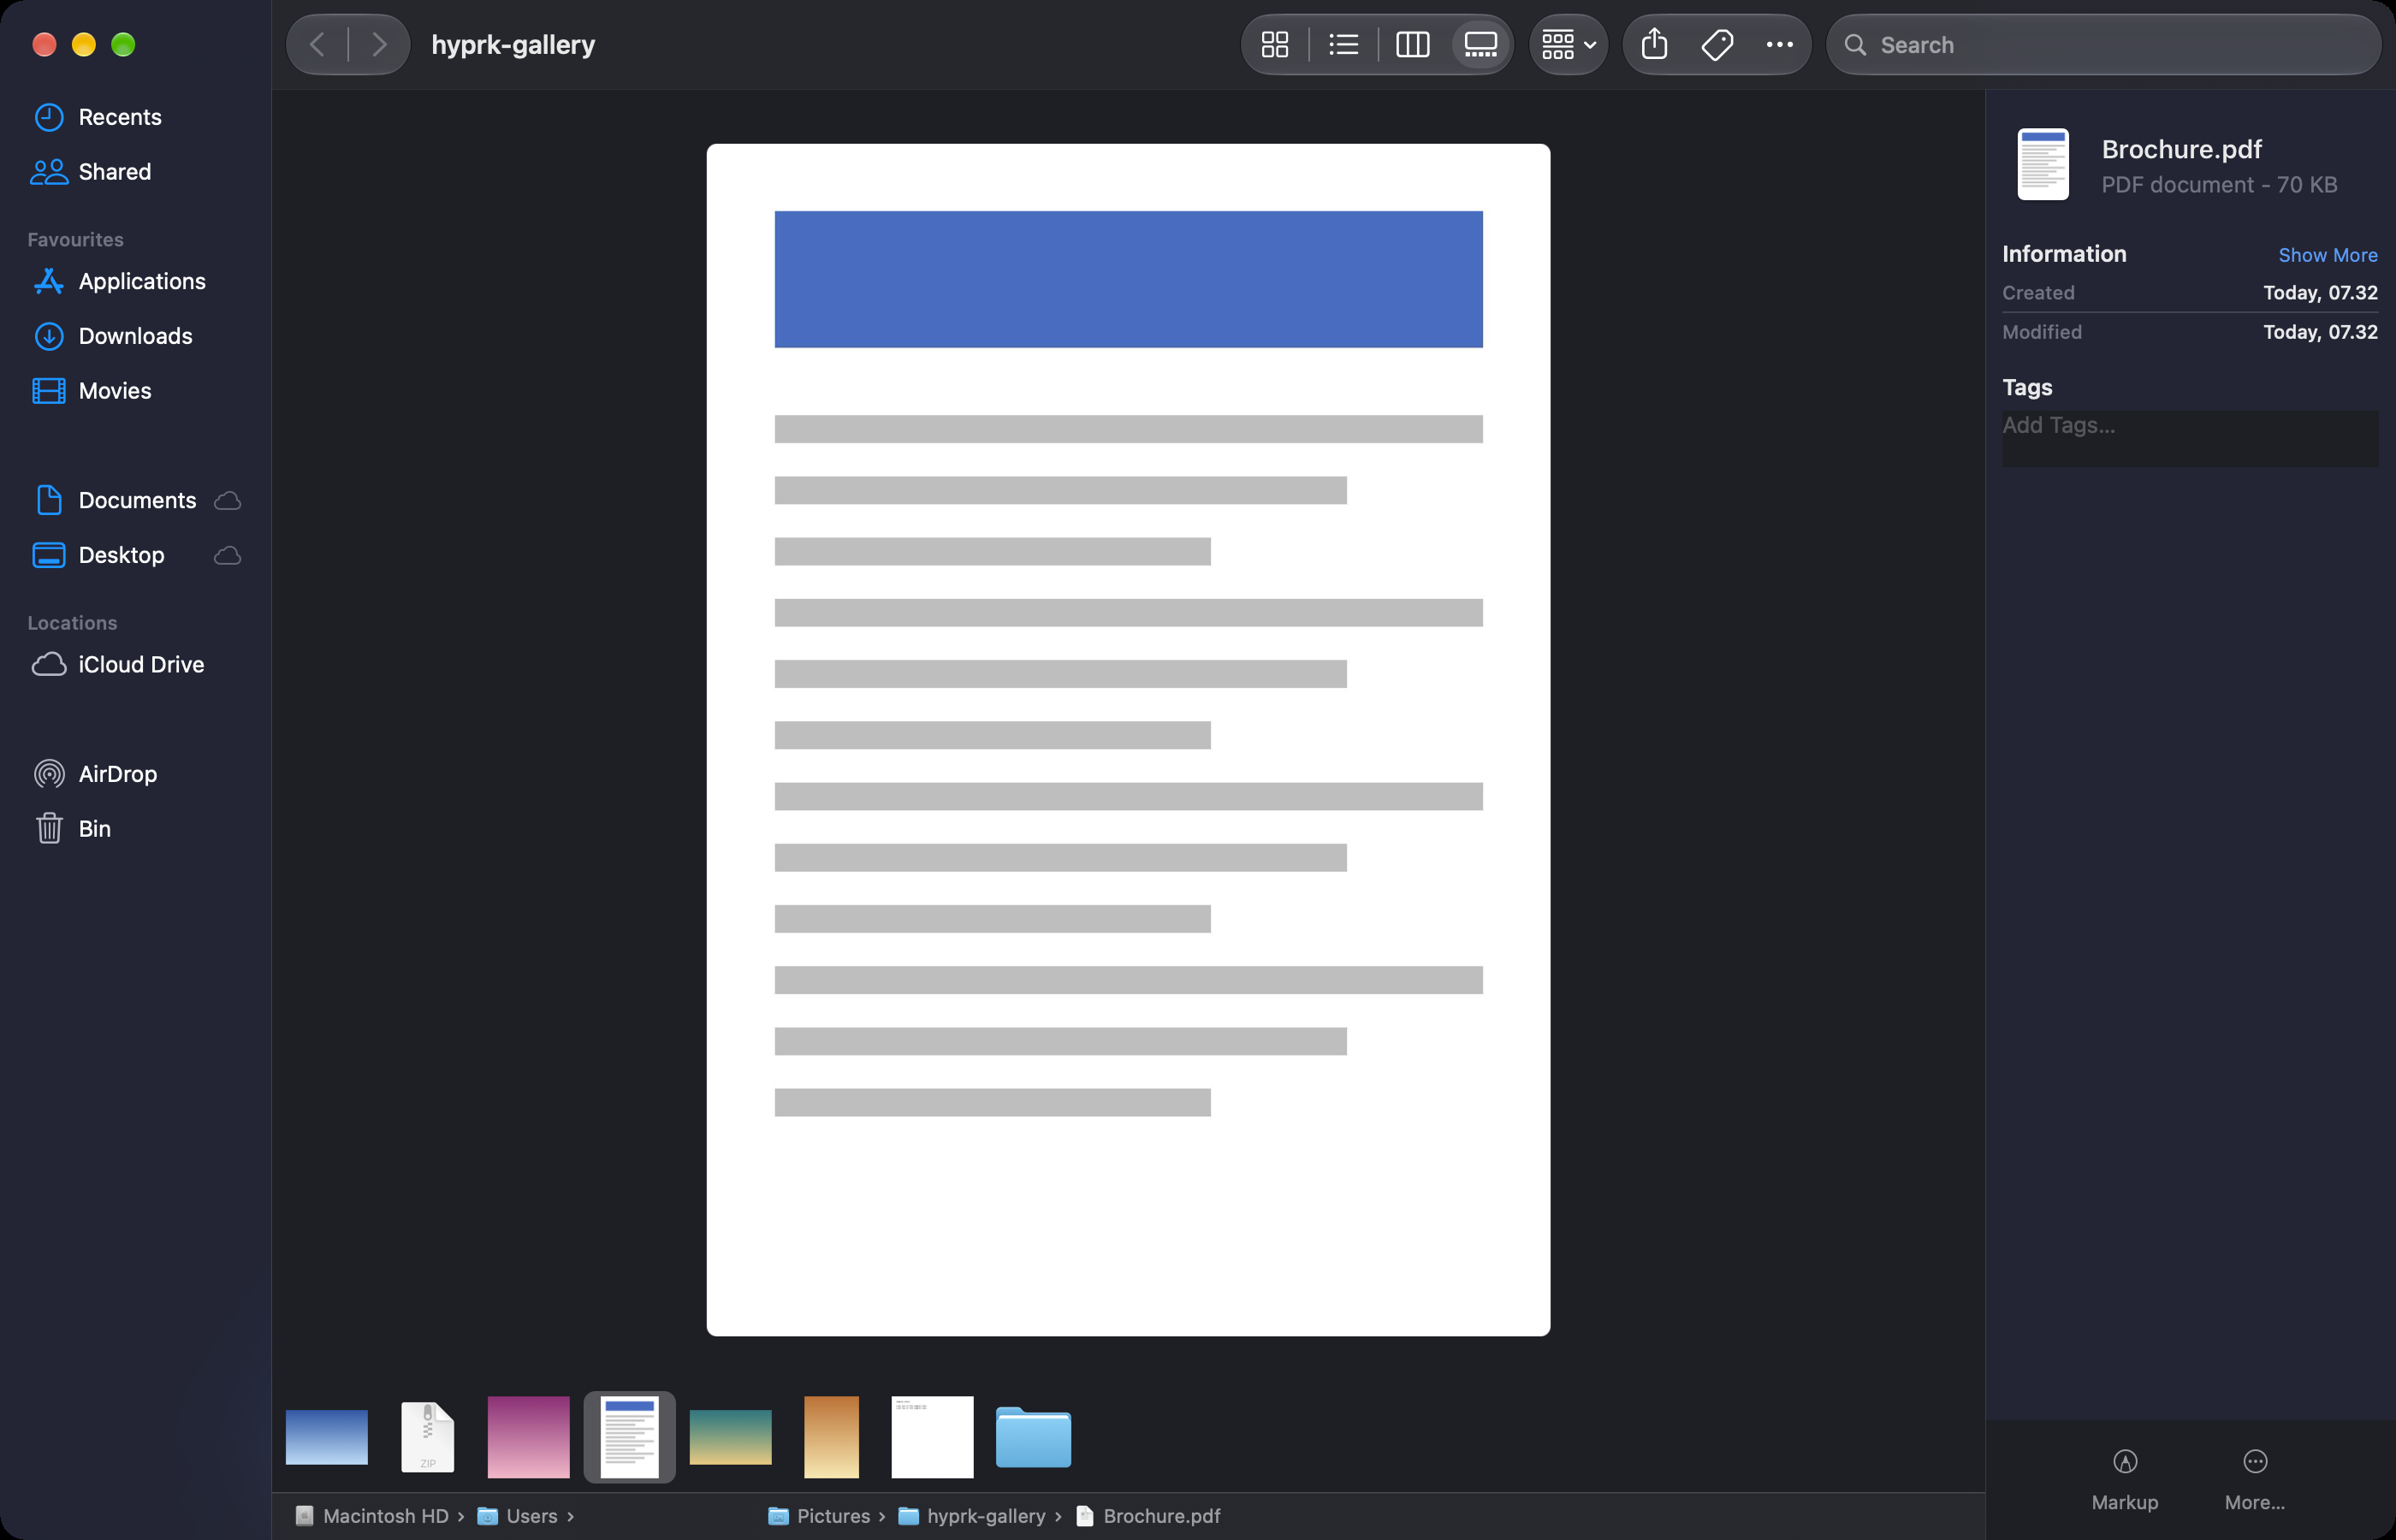 hyprk-gallery
Search
Recents
Shared
Favourites
Applications
Downloads
Movies
Documents
Desktop
Locations
iCloud Drive
AirDrop
Bin
Brochure.pdf
PDF document - 70 KB
Information Show More
Created Today, 07.32
Modified Today, 07.32
Tags
Add Tags...
ZIP
Macintosh HD › Users › Pictures › hyprk-gallery › Brochure.pdf
Markup More...